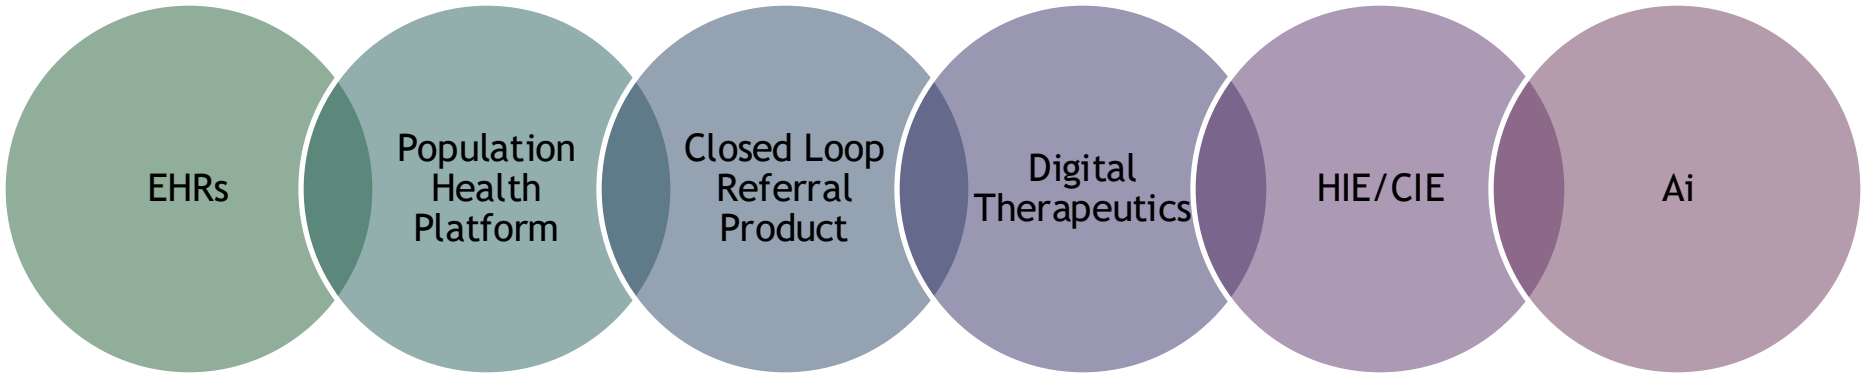 EHRs
Population
Health
Platform
Closed Loop
Referral
Product
Digital
Therapeutics
HIE/CIE
Ai